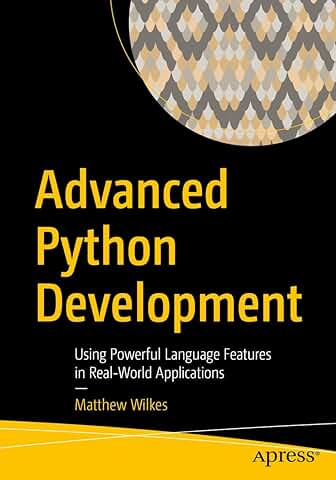 Advanced
Python
Development
Using Powerful Language Features
in Real-World Applications
—
Matthew Wilkes
Apress®